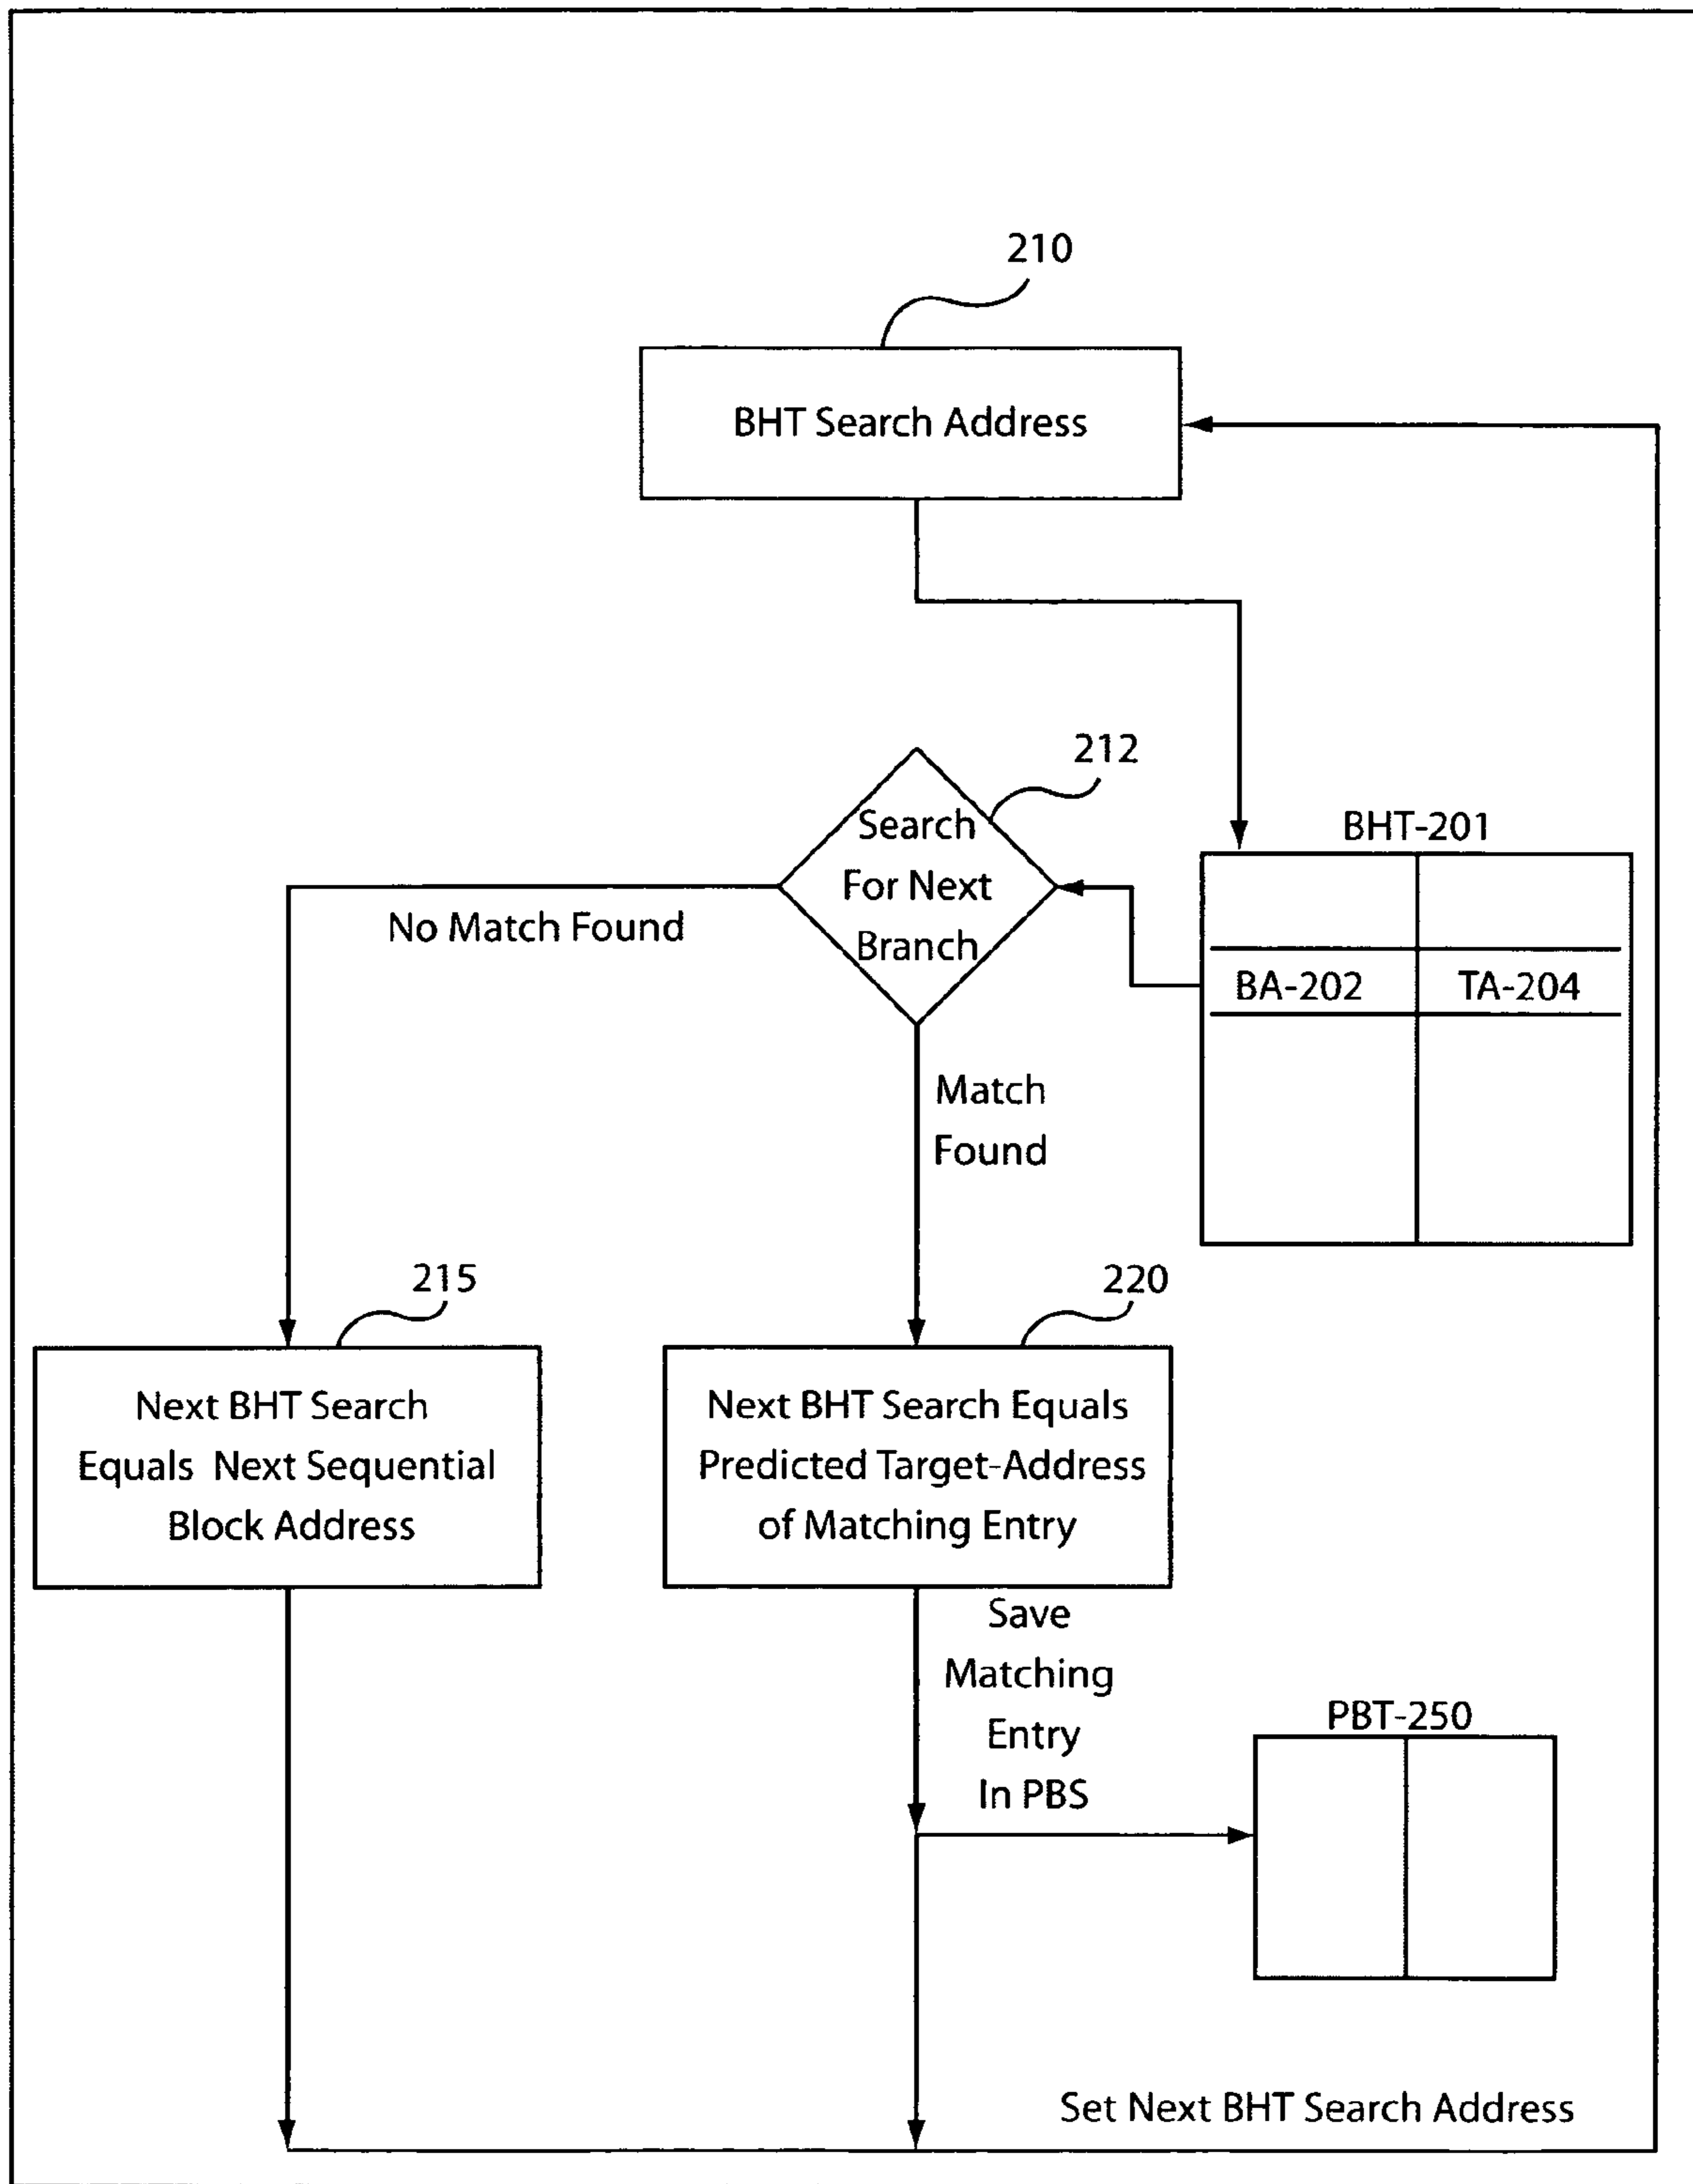 210
BHT Search Address
212
Search
For Next
Branch
BHT-201
BA-202 TA-204
No Match Found
Match
Found
215
220
Next BHT Search
Equals Next Sequential
Block Address
Next BHT Search Equals
Predicted Target-Address
of Matching Entry
Save
Matching
Entry
In PBS
PBT-250
Set Next BHT Search Address